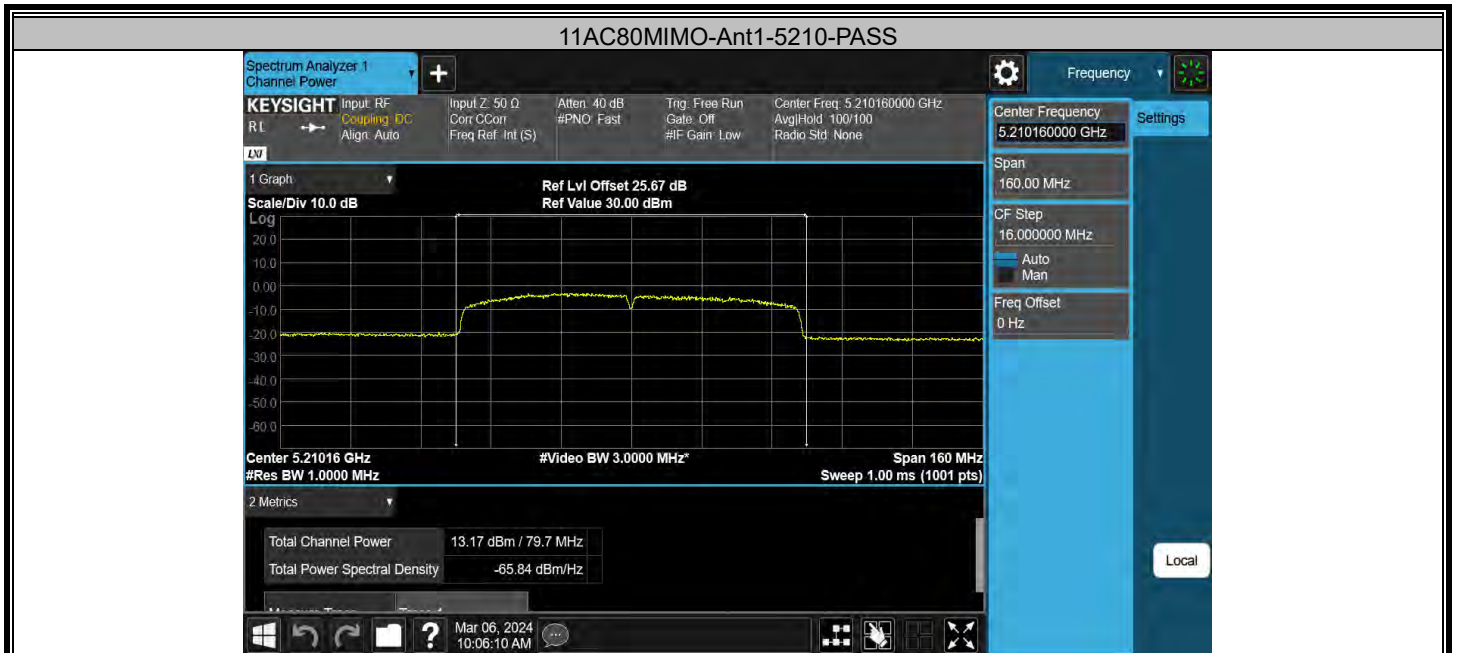 11AC80MIMO-Ant1-5210-PASS
Spectrum Analyzer 1
Channel Power
+
Frequency
KEYSIGHT
RL
LXI
Input: RF
Coupling: DC
Align: Auto
Input Z: 50 Ω
Corr CCorr
Freq Ref: Int (S)
Atten: 40 dB
#PNO: Fast
Trig: Free Run
Gate: Off
#IF Gain: Low
Center Freq: 5.210160000 GHz
Avg|Hold: 100/100
Radio Std: None
Center Frequency
5.210160000 GHz
Settings
Span
160.00 MHz
CF Step
16.000000 MHz
Auto
Man
Freq Offset
0 Hz
1 Graph
Scale/Div 10.0 dB
Ref Lvl Offset 25.67 dB
Ref Value 30.00 dBm
Log
20.0
10.0
0.00
-10.0
-20.0
-30.0
-40.0
-50.0
-60.0
Center 5.21016 GHz
#Res BW 1.0000 MHz
#Video BW 3.0000 MHz*
Span 160 MHz
Sweep 1.00 ms (1001 pts)
2 Metrics
Total Channel Power 13.17 dBm / 79.7 MHz
Total Power Spectral Density -65.84 dBm/Hz
Local
?
Mar 06, 2024
10:06:10 AM